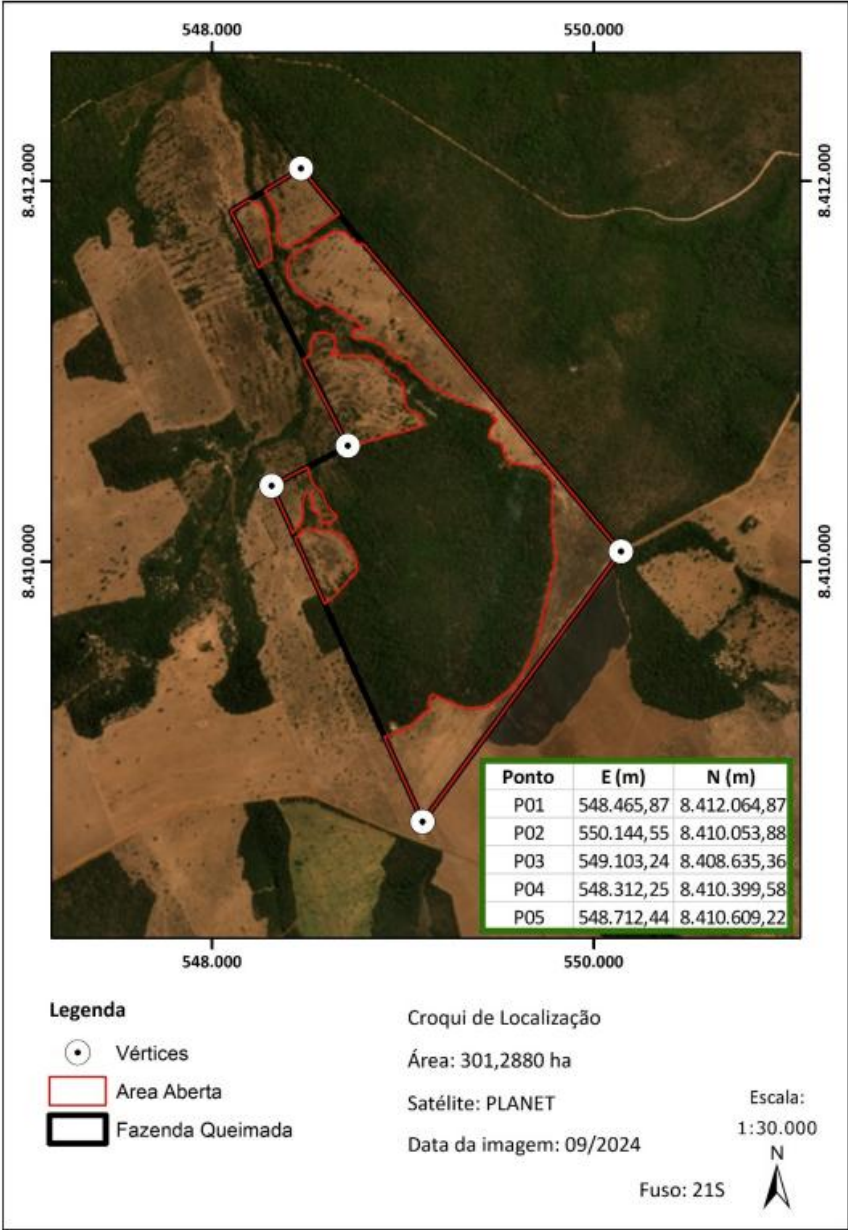 548.000 550.000
8.412.000 8.412.000
8.410.000 8.410.000
Ponto E (m) N (m)
P01 548.465,87 8.412.064,87
P02 550.144,55 8.410.053,88
P03 549.103,24 8.408.635,36
P04 548.312,25 8.410.399,58
P05 548.712,44 8.410.609,22
548.000 550.000
Legenda
Vértices
Area Aberta
Fazenda Queimada
Croqui de Localização
Área: 301,2880 ha
Satélite: PLANET
Data da imagem: 09/2024
Escala:
1:30.000
N
Fuso: 21S